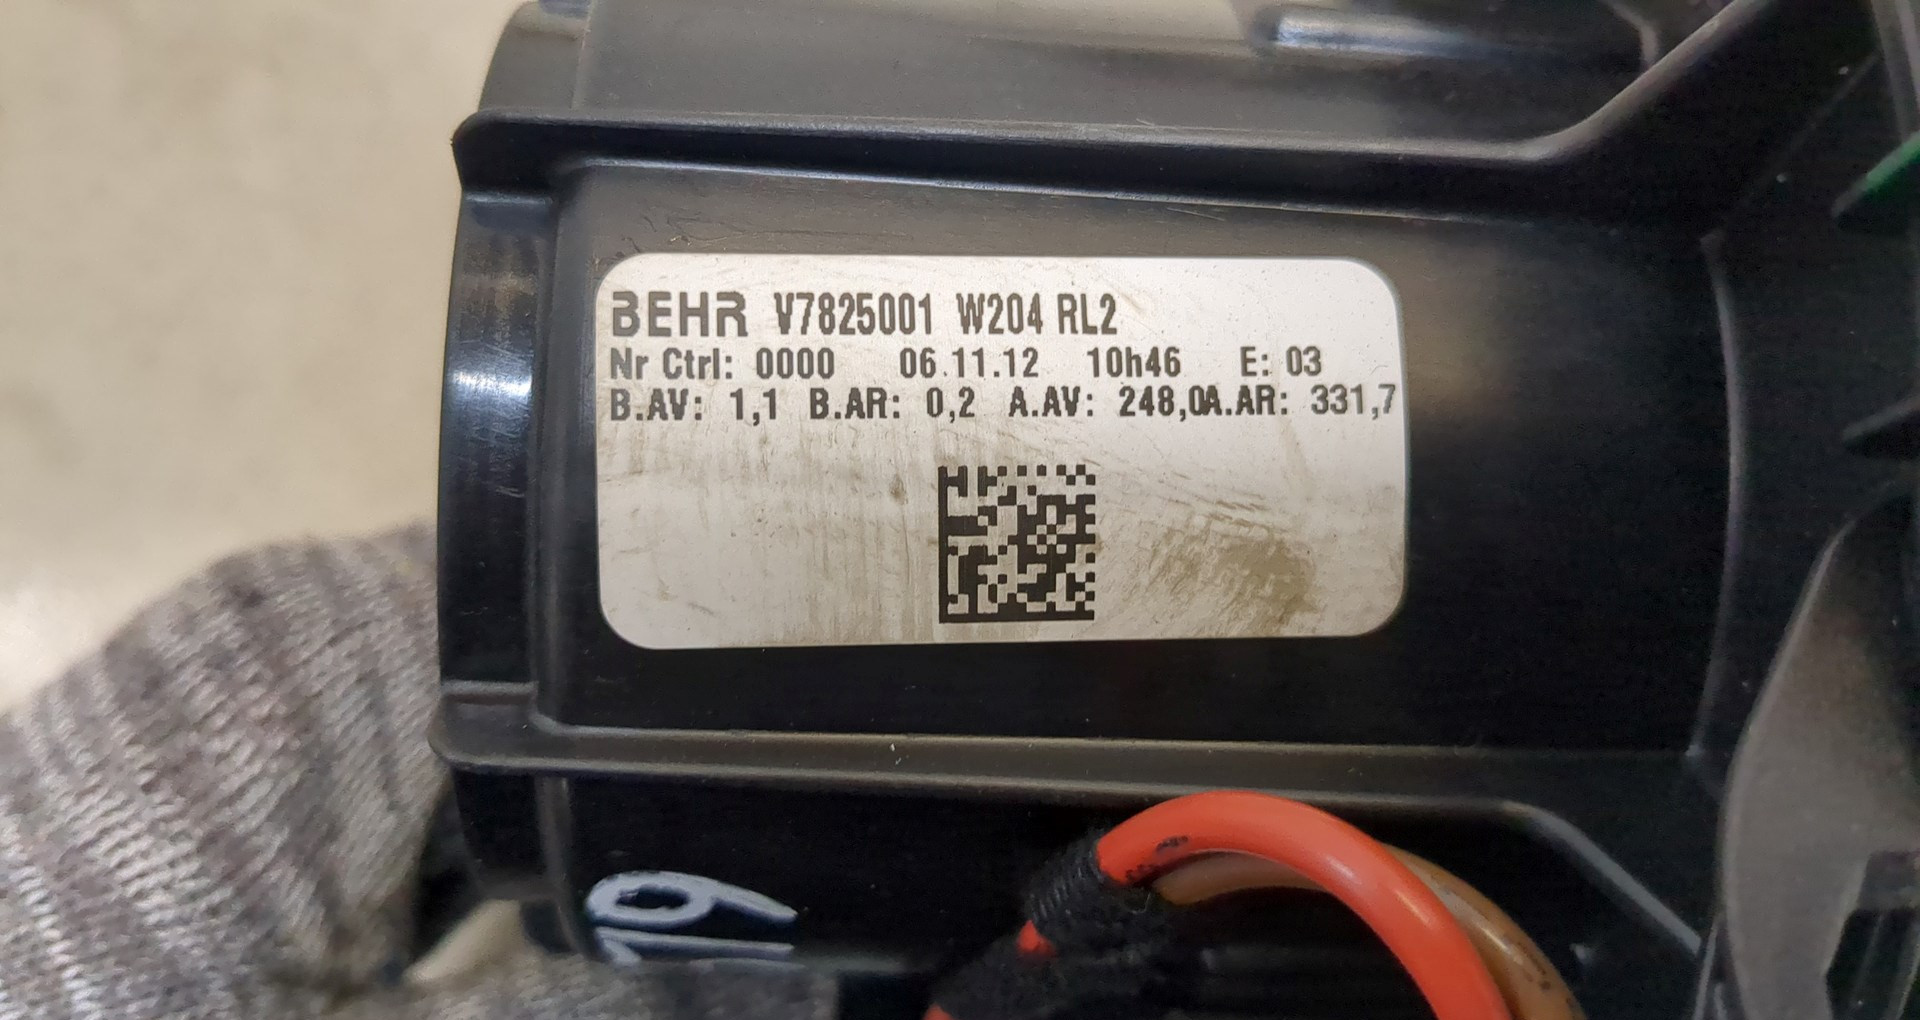 BEHR V7825001 W204 RL2
Nr Ctrl: 0000 06.11.12 10h46 E: 03
B.AV: 1,1 B.AR: 0,2 A.AV: 248,0A.AR: 331,7
19